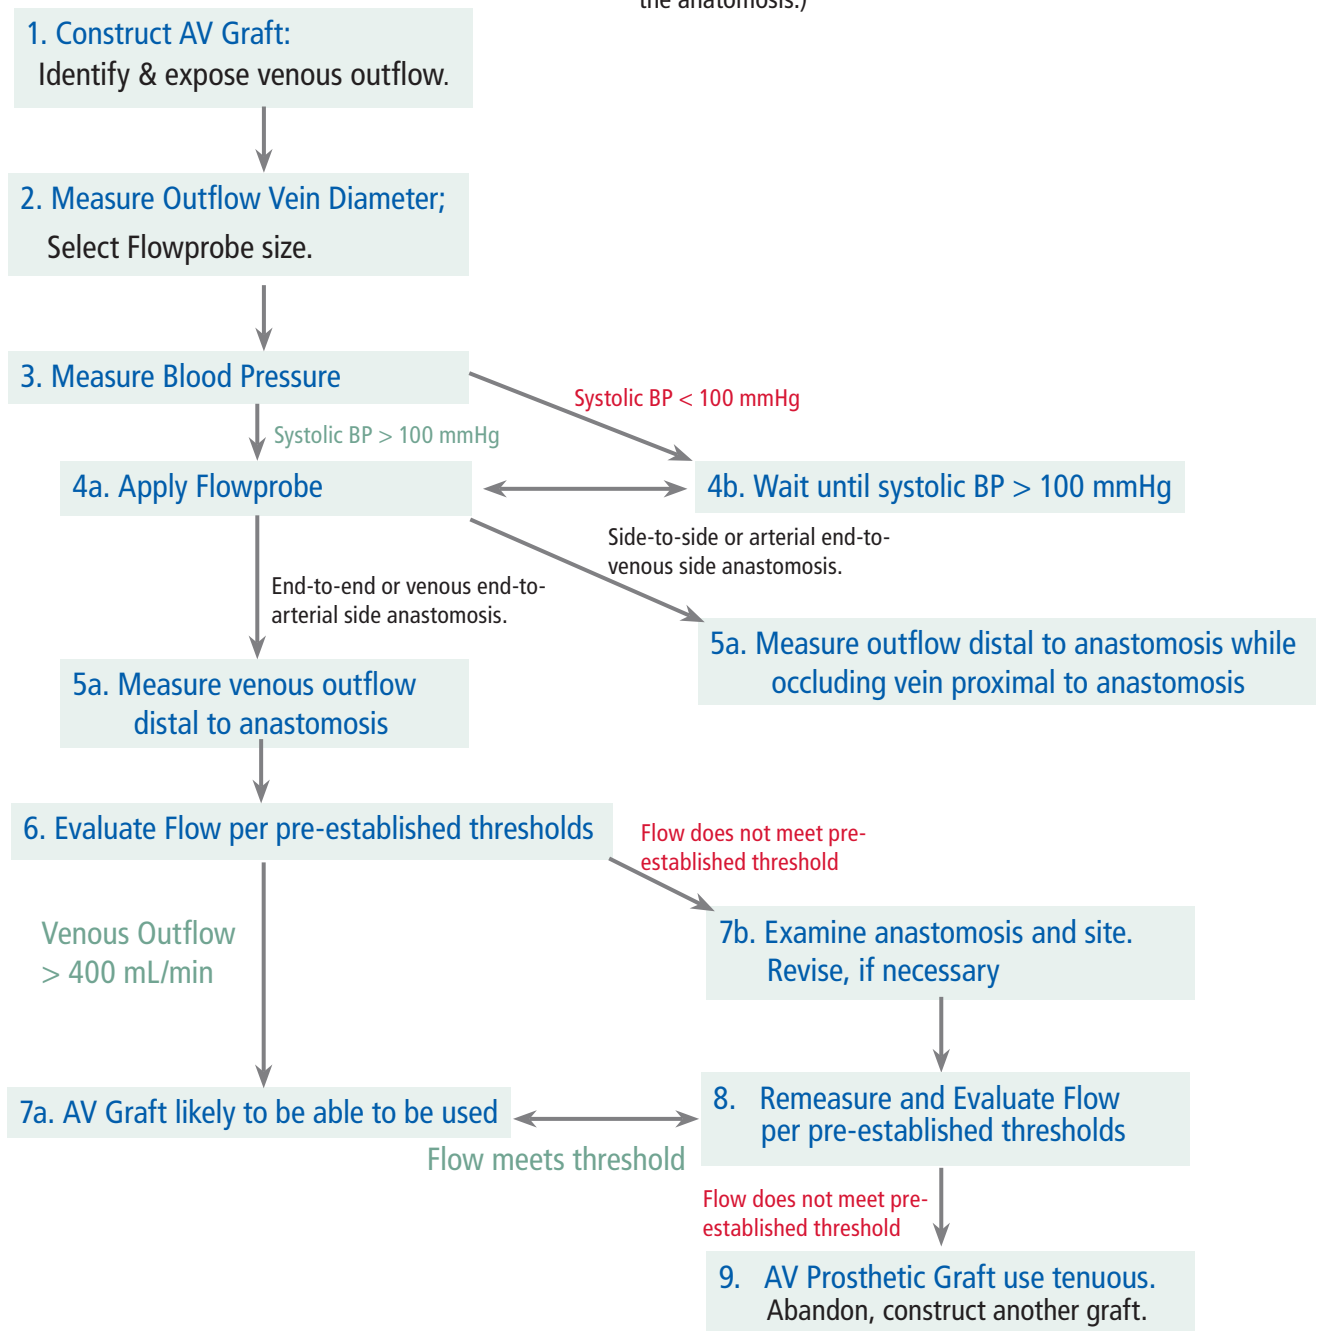 the anatomosis.)
1. Construct AV Graft:
Identify & expose venous outflow.
2. Measure Outflow Vein Diameter;
Select Flowprobe size.
3. Measure Blood Pressure
Systolic BP < 100 mmHg
Systolic BP > 100 mmHg
4a. Apply Flowprobe
4b. Wait until systolic BP > 100 mmHg
Side-to-side or arterial end-to-
venous side anastomosis.
End-to-end or venous end-to-
arterial side anastomosis.
5a. Measure outflow distal to anastomosis while
occluding vein proximal to anastomosis
5a. Measure venous outflow
distal to anastomosis
6. Evaluate Flow per pre-established thresholds
Flow does not meet pre-
established threshold
Venous Outflow
> 400 mL/min
7b. Examine anastomosis and site.
Revise, if necessary
7a. AV Graft likely to be able to be used
8. Remeasure and Evaluate Flow
per pre-established thresholds
Flow meets threshold
Flow does not meet pre-
established threshold
9. AV Prosthetic Graft use tenuous.
Abandon, construct another graft.